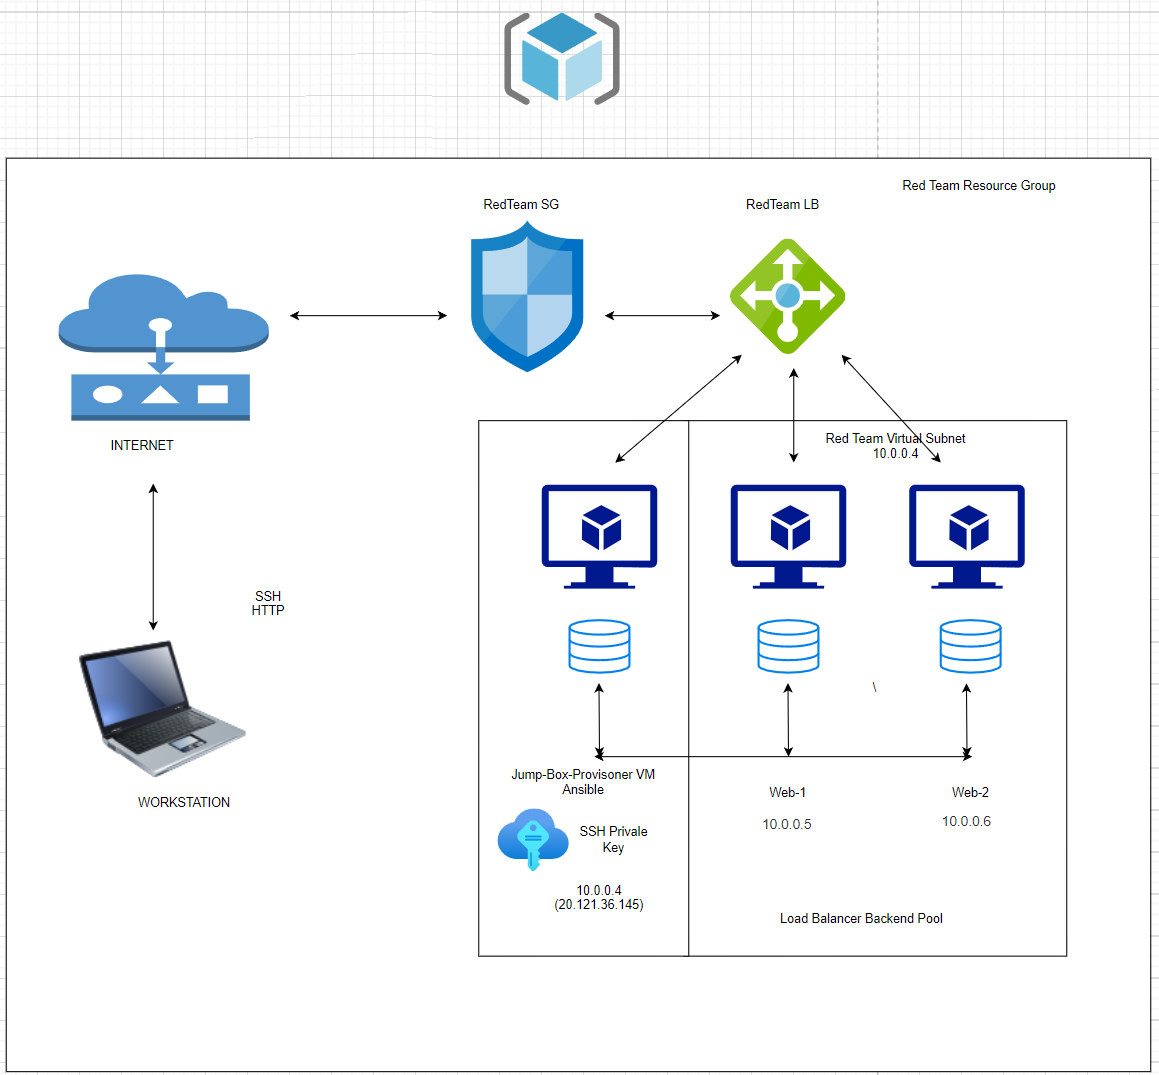 Red Team Resource Group
RedTeam SG
RedTeam LB
INTERNET
Red Team Virtual Subnet
10.0.0.4
SSH
HTTP
\
WORKSTATION
Jump-Box-Provisoner VM
Ansible
Web-1
Web-2
10.0.0.5
10.0.0.6
SSH Privale
Key
10.0.0.4
(20.121.36.145)
Load Balancer Backend Pool